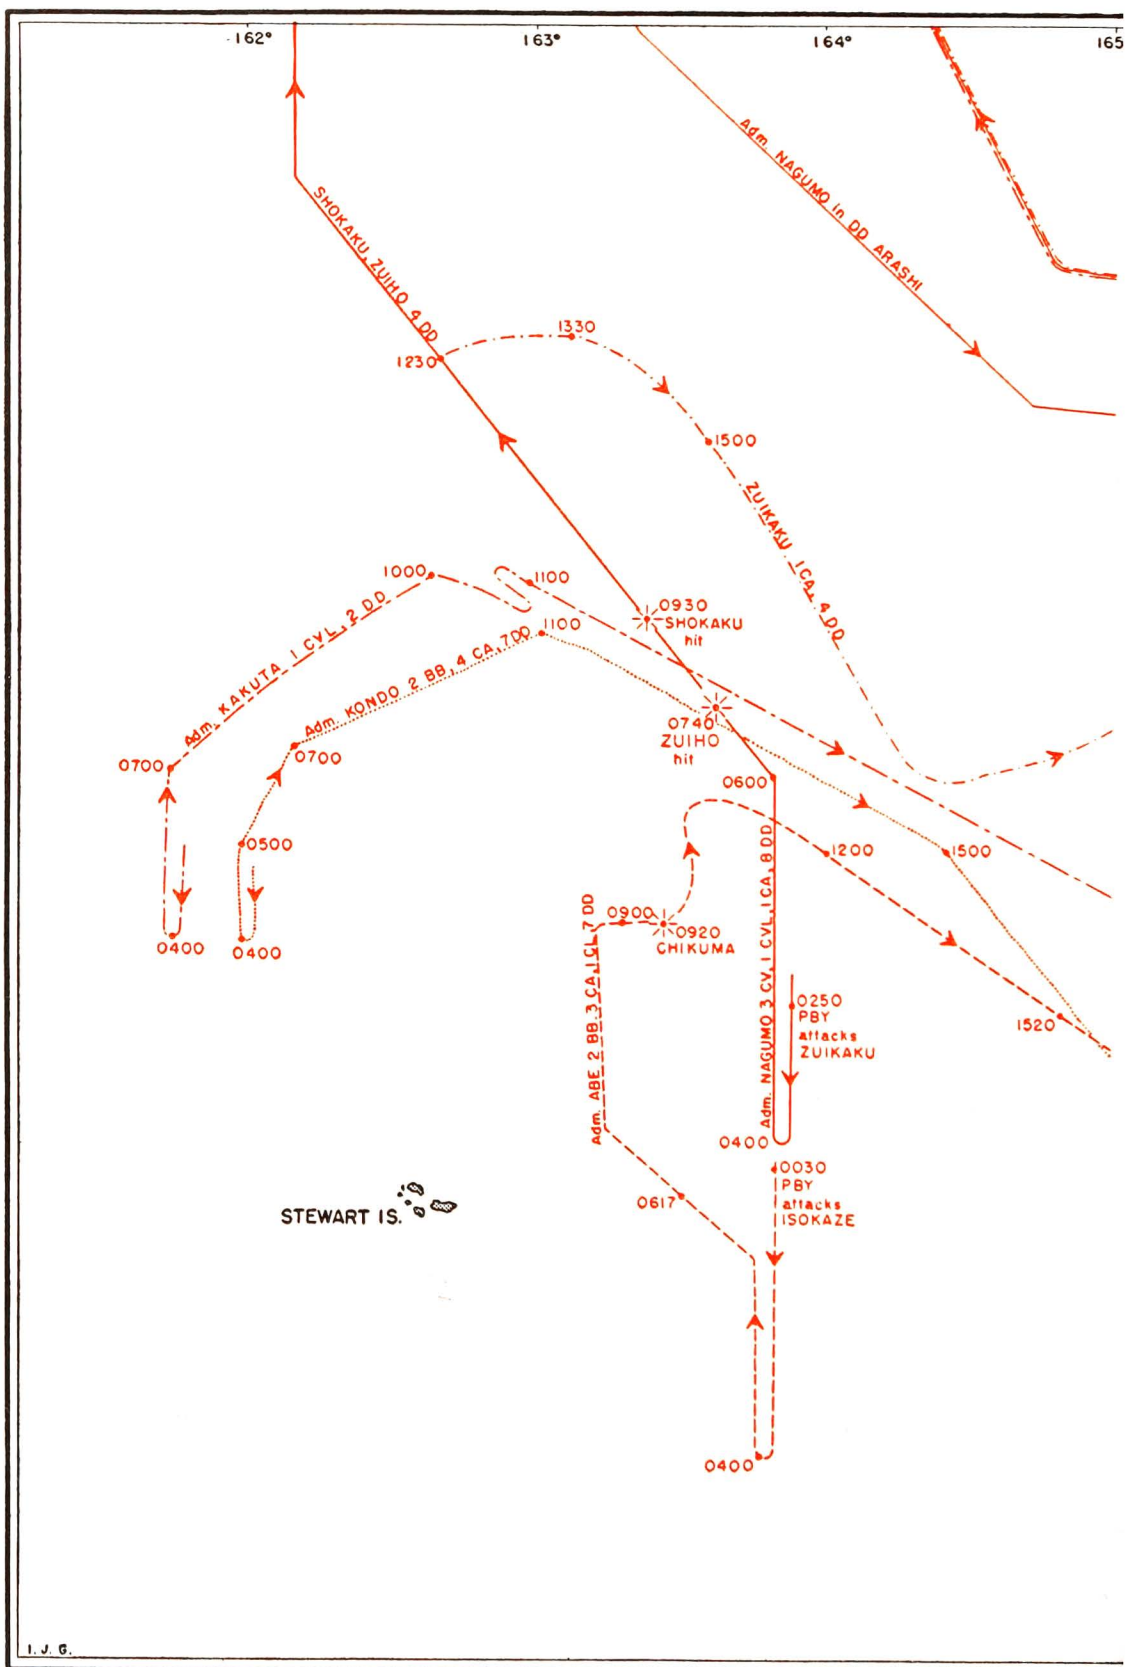 162°
163°
164°
165
Adm. NAGUMO in DD ARASHI
SHOKAKU, ZUIHO 4 DD
1330
1230
1500
ZUIKAKU 1 CA, 4 DD
1000
1100
0930
SHOKAKU
hit
1100
Adm. KAKUTA 1 CVL, 2 DD
Adm. KONDO 2 BB, 4 CA, 7 DD
0740
ZUIHO
hit
0700
0700
0600
0500
1200
1500
0400
0400
0900
0920
CHIKUMA
Adm. ABE 2 BB, 3 CA, 1 CL, 7 DD
Adm. NAGUMO 3 CV, 1 CVL, 1 CA, 8 DD
0250
PBY
attacks
ZUIKAKU
1520
0400
0030
PBY
attacks
ISOKAZE
0617
STEWART IS.
0400
I. J. G.